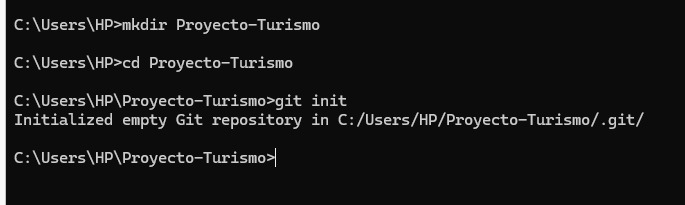 C:\Users\HP>mkdir Proyecto-Turismo
C:\Users\HP>cd Proyecto-Turismo
C:\Users\HP\Proyecto-Turismo>git init
Initialized empty Git repository in C:/Users/HP/Proyecto-Turismo/.git/
C:\Users\HP\Proyecto-Turismo>